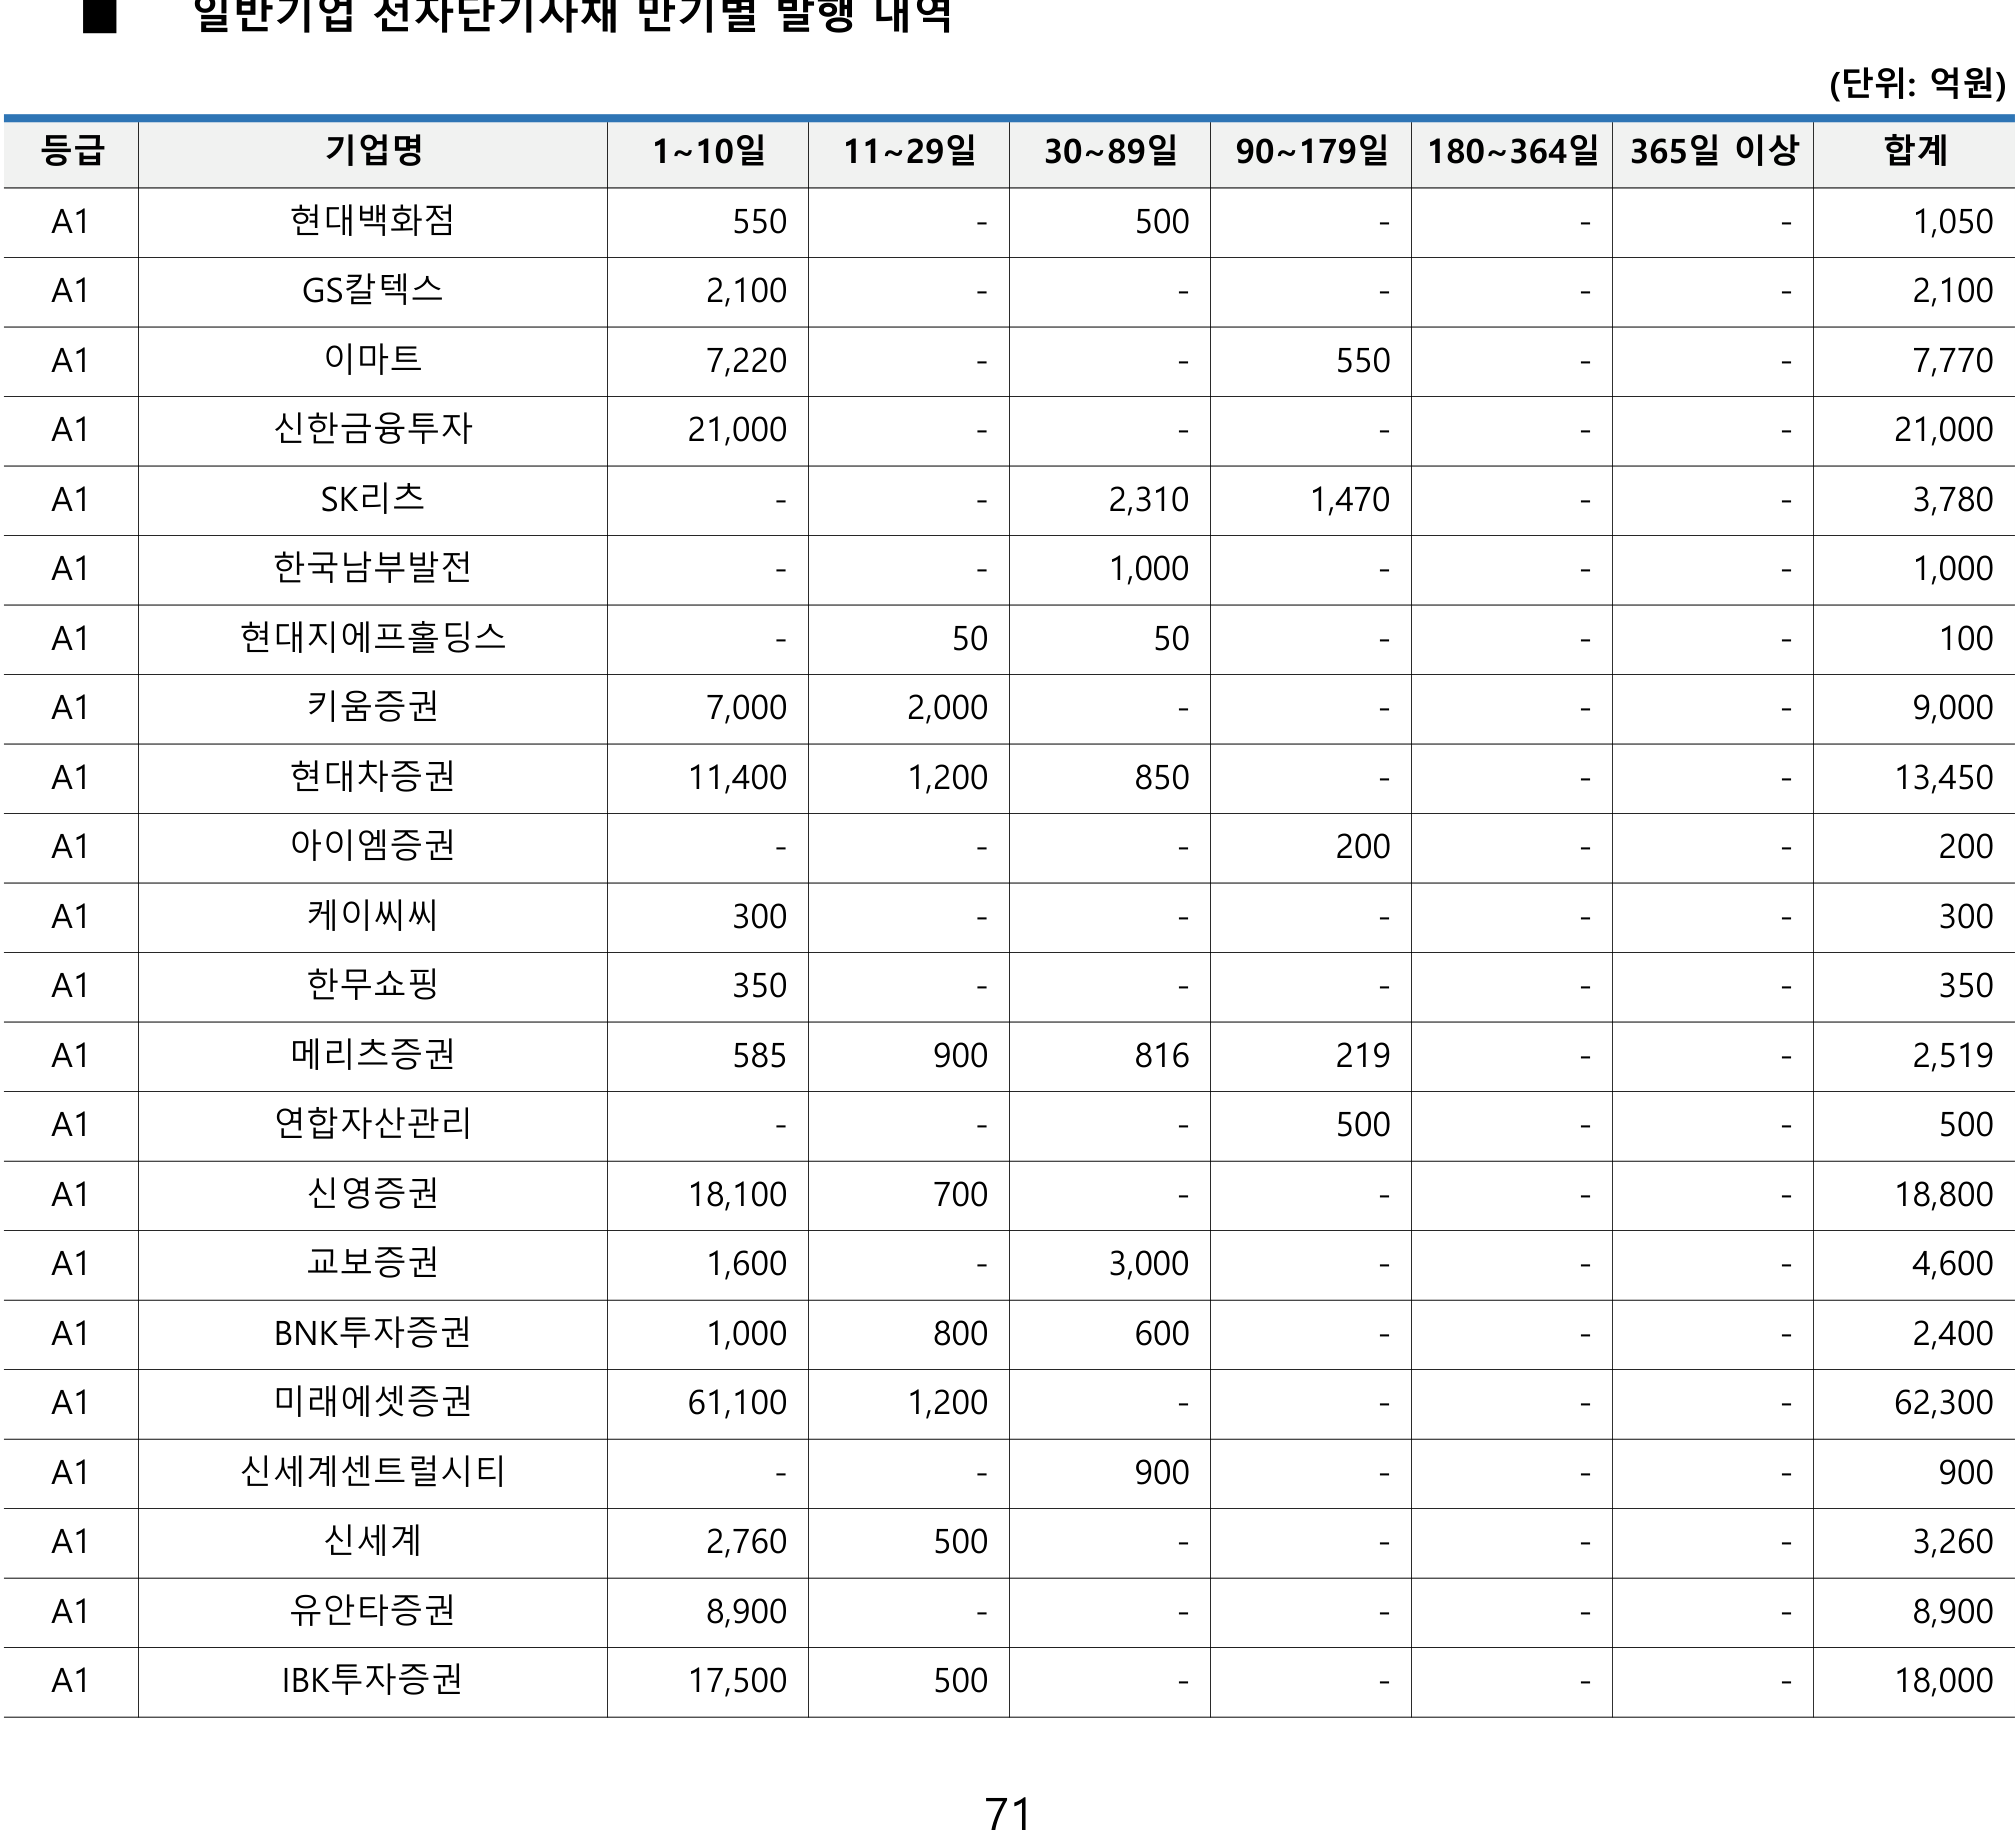 ■ 일반기업 전자단기사채 만기별 발행 내역
(단위: 억원)
등급 기업명 1~10일 11~29일 30~89일 90~179일 180~364일 365일 이상 합계
A1 현대백화점 550 - 500 - - - 1,050
A1 GS칼텍스 2,100 - - - - - 2,100
A1 이마트 7,220 - - 550 - - 7,770
A1 신한금융투자 21,000 - - - - - 21,000
A1 SK리츠 - - 2,310 1,470 - - 3,780
A1 한국남부발전 - - 1,000 - - - 1,000
A1 현대지에프홀딩스 - 50 50 - - - 100
A1 키움증권 7,000 2,000 - - - - 9,000
A1 현대차증권 11,400 1,200 850 - - - 13,450
A1 아이엠증권 - - - 200 - - 200
A1 케이씨씨 300 - - - - - 300
A1 한무쇼핑 350 - - - - - 350
A1 메리츠증권 585 900 816 219 - - 2,519
A1 연합자산관리 - - - 500 - - 500
A1 신영증권 18,100 700 - - - - 18,800
A1 교보증권 1,600 - 3,000 - - - 4,600
A1 BNK투자증권 1,000 800 600 - - - 2,400
A1 미래에셋증권 61,100 1,200 - - - - 62,300
A1 신세계센트럴시티 - - 900 - - - 900
A1 신세계 2,760 500 - - - - 3,260
A1 유안타증권 8,900 - - - - - 8,900
A1 IBK투자증권 17,500 500 - - - - 18,000
71